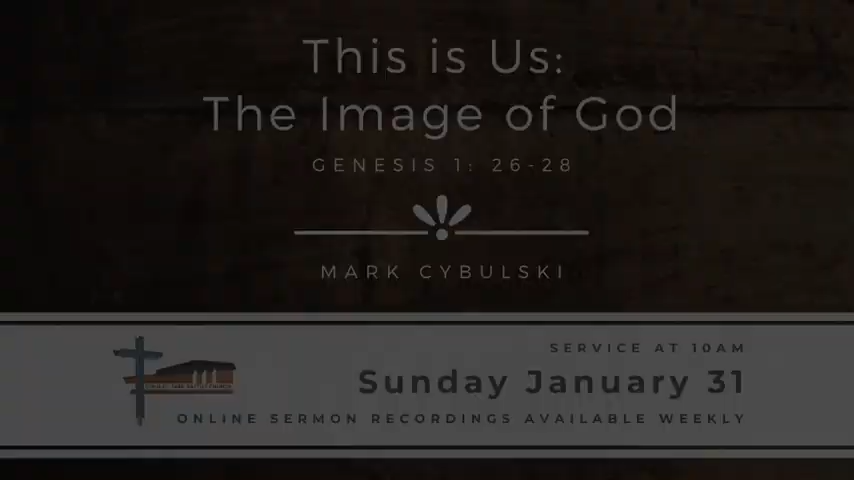 This is Us:
The Image of God
GENESIS 1: 26-28
MARK CYBULSKI
SERVICE AT 10AM
Sunday January 31
ONLINE SERMON RECORDINGS AVAILABLE WEEKLY